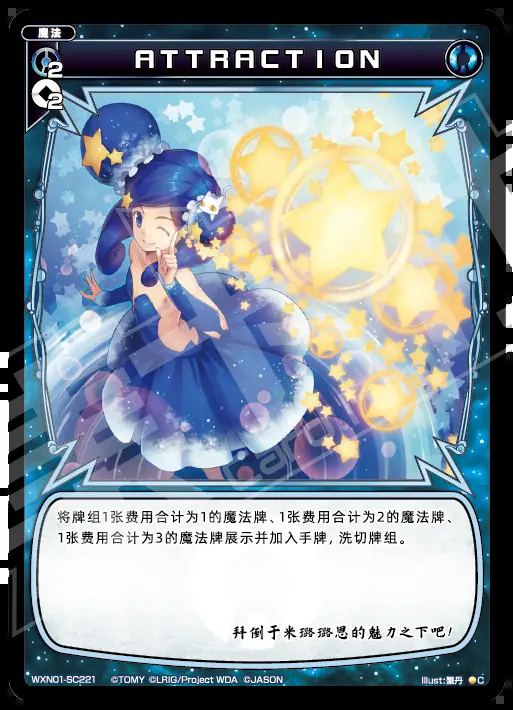 魔法
ATTRACTION
2
2
将牌组1张费用合计为1的魔法牌、1张费用合计为2的魔法牌、
1张费用合计为3的魔法牌展示并加入手牌，洗切牌组。
拜倒于米璐璐恩的魅力之下吧！
WXN01-SC221 ©TOMY ©LRIG/Project WDA ©JASON Illust:蟹丹 C